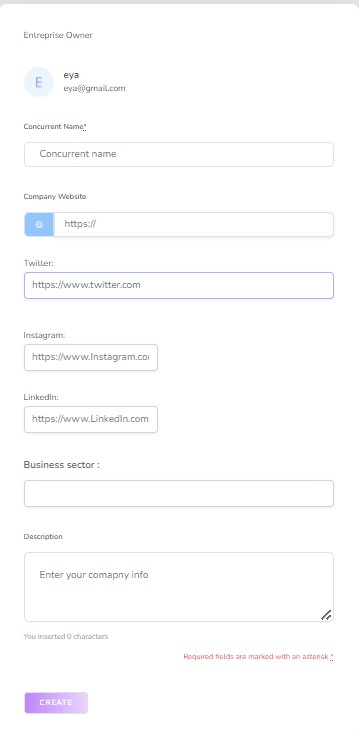 Entreprise Owner
E
eya
eya@gmail.com
Concurrent Name*
Concurrent name
Company Website
@ https://
Twitter:
https://www.twitter.com
Instagram:
https://www.Instagram.co
LinkedIn:
https://www.LinkedIn.com
Business sector :
Description
Enter your comapny info
You inserted 0 characters
Required fields are marked with an asterisk *
CREATE